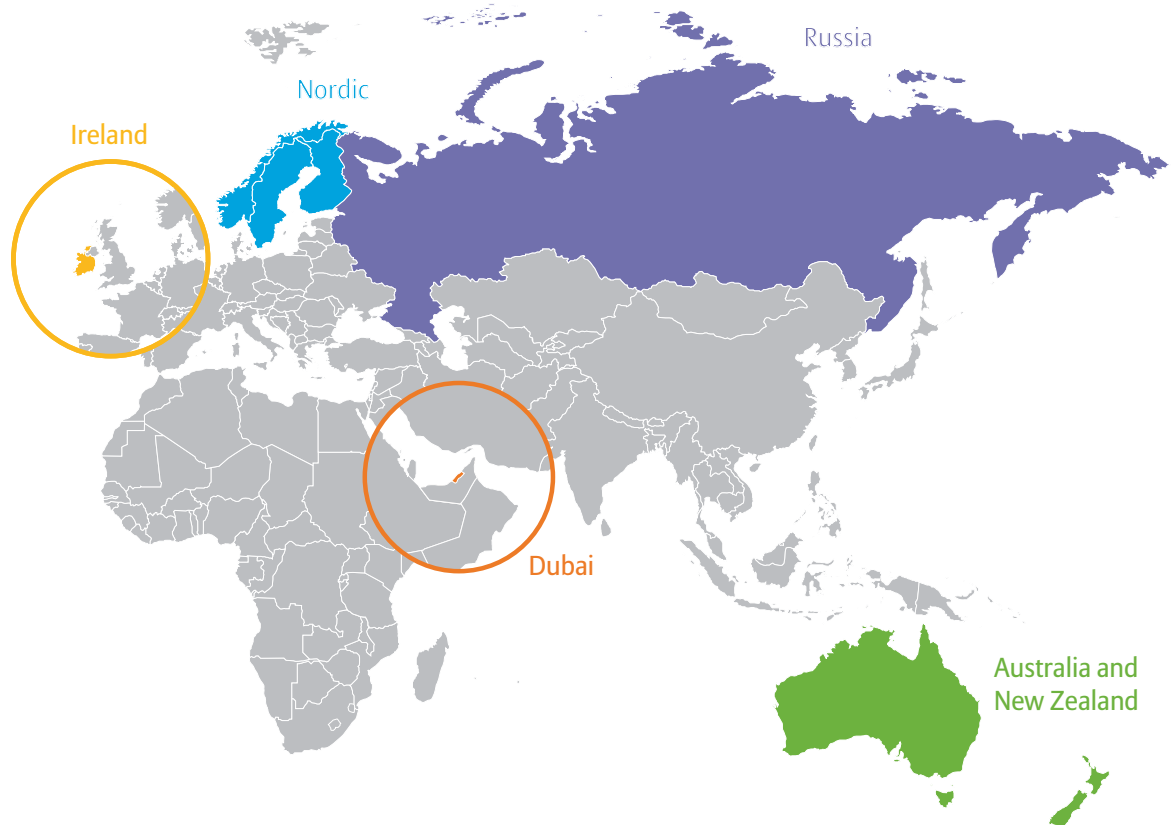 Russia
Nordic
Ireland
Dubai
Australia and
New Zealand